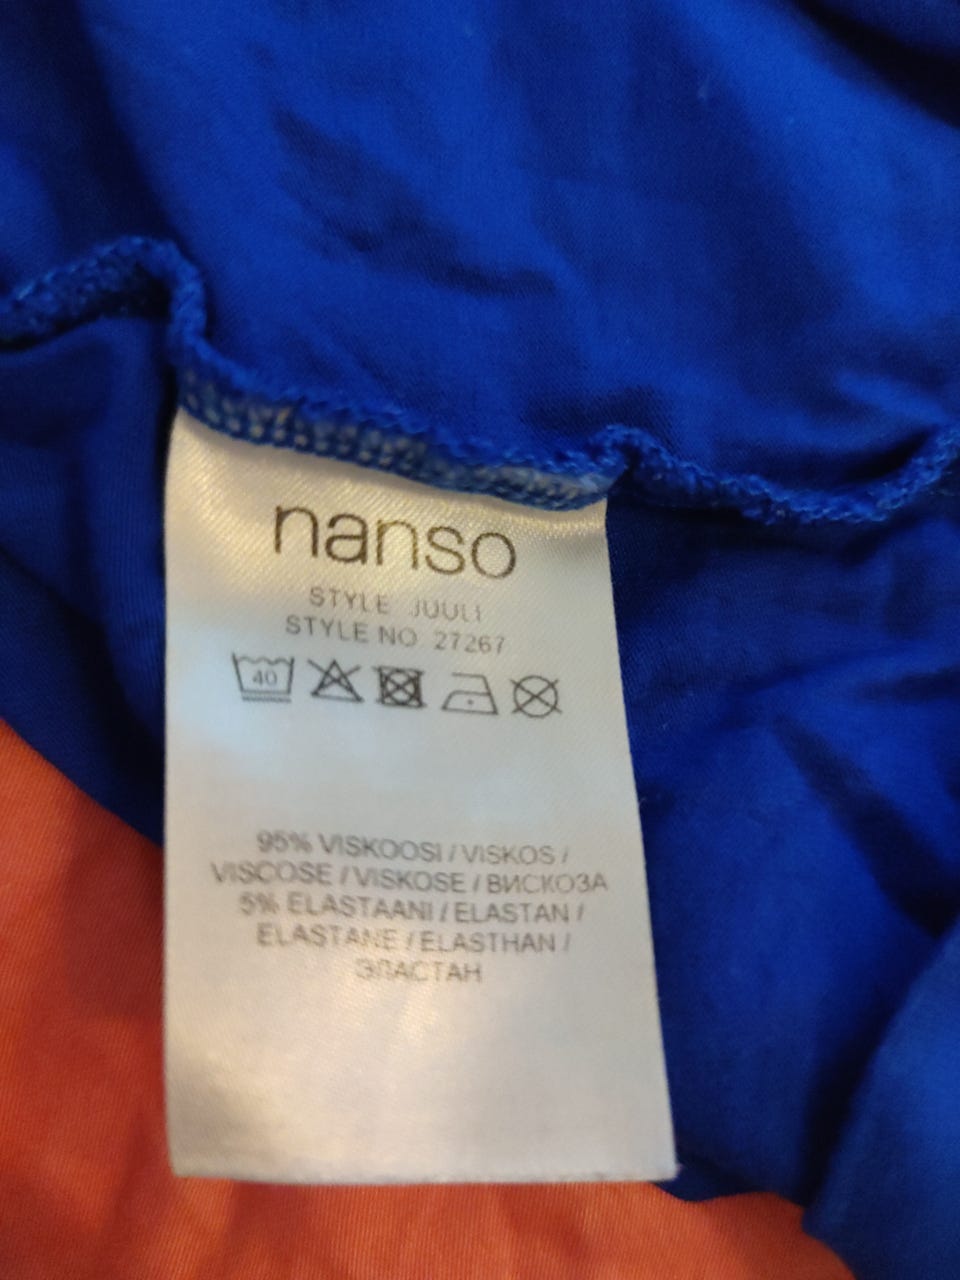 nanso
STYLE JUULI
STYLE NO. 27267
40
95% VISKOOSI / VISKOS /
VISCOSE / VISKOSE / ВИСКОЗА
5% ELASTAANI / ELASTAN /
ELASTANE / ELASTHAN /
ЭЛАСТАН